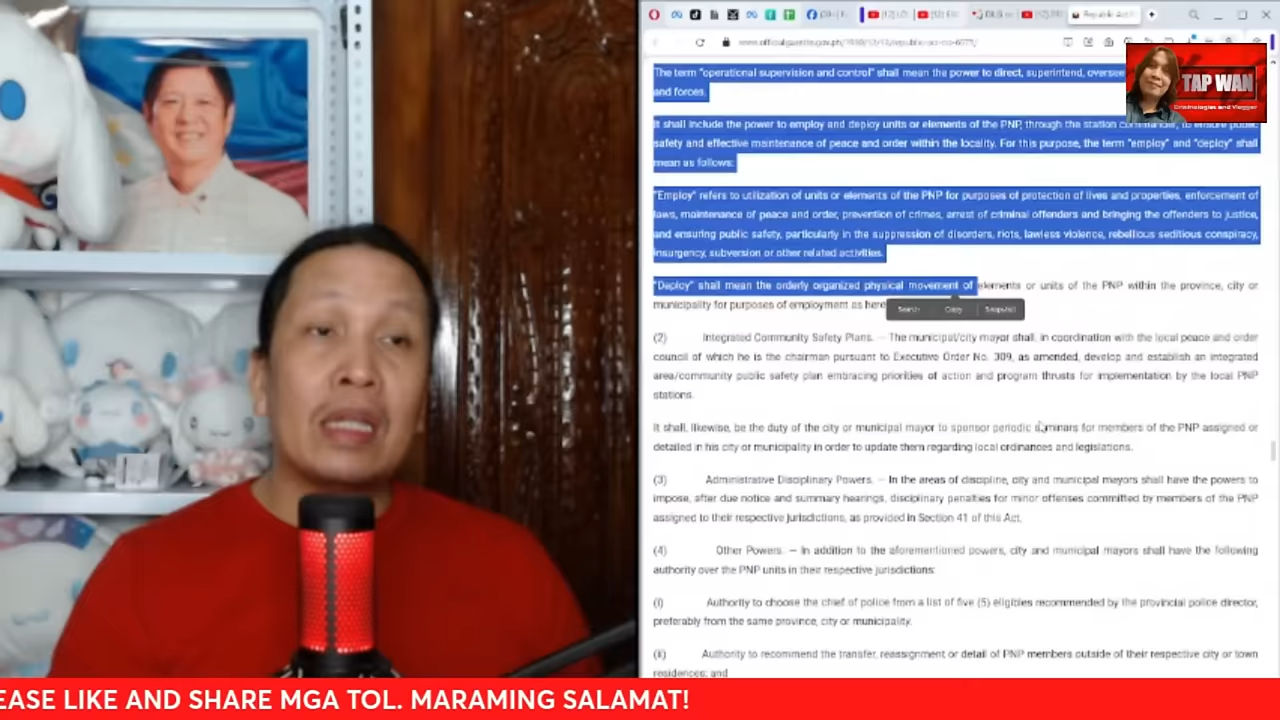 www.officialgazette.gov.ph/1990/12/13/republic-act-no-6975/
TAP WAN
Criminologist and Vlogger
The term "operational supervision and control" shall mean the power to direct, superintend, oversee
and forces.
It shall include the power to employ and deploy units or elements of the PNP, through the station commander, to ensure public
safety and effective maintenance of peace and order within the locality. For this purpose, the term "employ" and "deploy" shall
mean as follows:
"Employ" refers to utilization of units or elements of the PNP for purposes of protection of lives and properties, enforcement of
laws, maintenance of peace and order, prevention of crimes, arrest of criminal offenders and bringing the offenders to justice,
and ensuring public safety, particularly in the suppression of disorders, riots, lawless violence, rebellious seditious conspiracy,
insurgency, subversion or other related activities.
"Deploy" shall mean the orderly organized physical movement of elements or units of the PNP within the province, city or
municipality for purposes of employment as here
Search Copy Snapshot
(2) Integrated Community Safety Plans. — The municipal/city mayor shall, in coordination with the local peace and order
council of which he is the chairman pursuant to Executive Order No. 309, as amended, develop and establish an integrated
area/community public safety plan embracing priorities of action and program thrusts for implementation by the local PNP
stations.
It shall, likewise, be the duty of the city or municipal mayor to sponsor periodic seminars for members of the PNP assigned or
detailed in his city or municipality in order to update them regarding local ordinances and legislations.
(3) Administrative Disciplinary Powers. — In the areas of discipline, city and municipal mayors shall have the powers to
impose, after due notice and summary hearings, disciplinary penalties for minor offenses committed by members of the PNP
assigned to their respective jurisdictions, as provided in Section 41 of this Act.
(4) Other Powers. — In addition to the aforementioned powers, city and municipal mayors shall have the following
authority over the PNP units in their respective jurisdictions:
(i) Authority to choose the chief of police from a list of five (5) eligibles recommended by the provincial police director,
preferably from the same province, city or municipality.
(ii) Authority to recommend the transfer, reassignment or detail of PNP members outside of their respective city or town
residences; and
EASE LIKE AND SHARE MGA TOL. MARAMING SALAMAT!